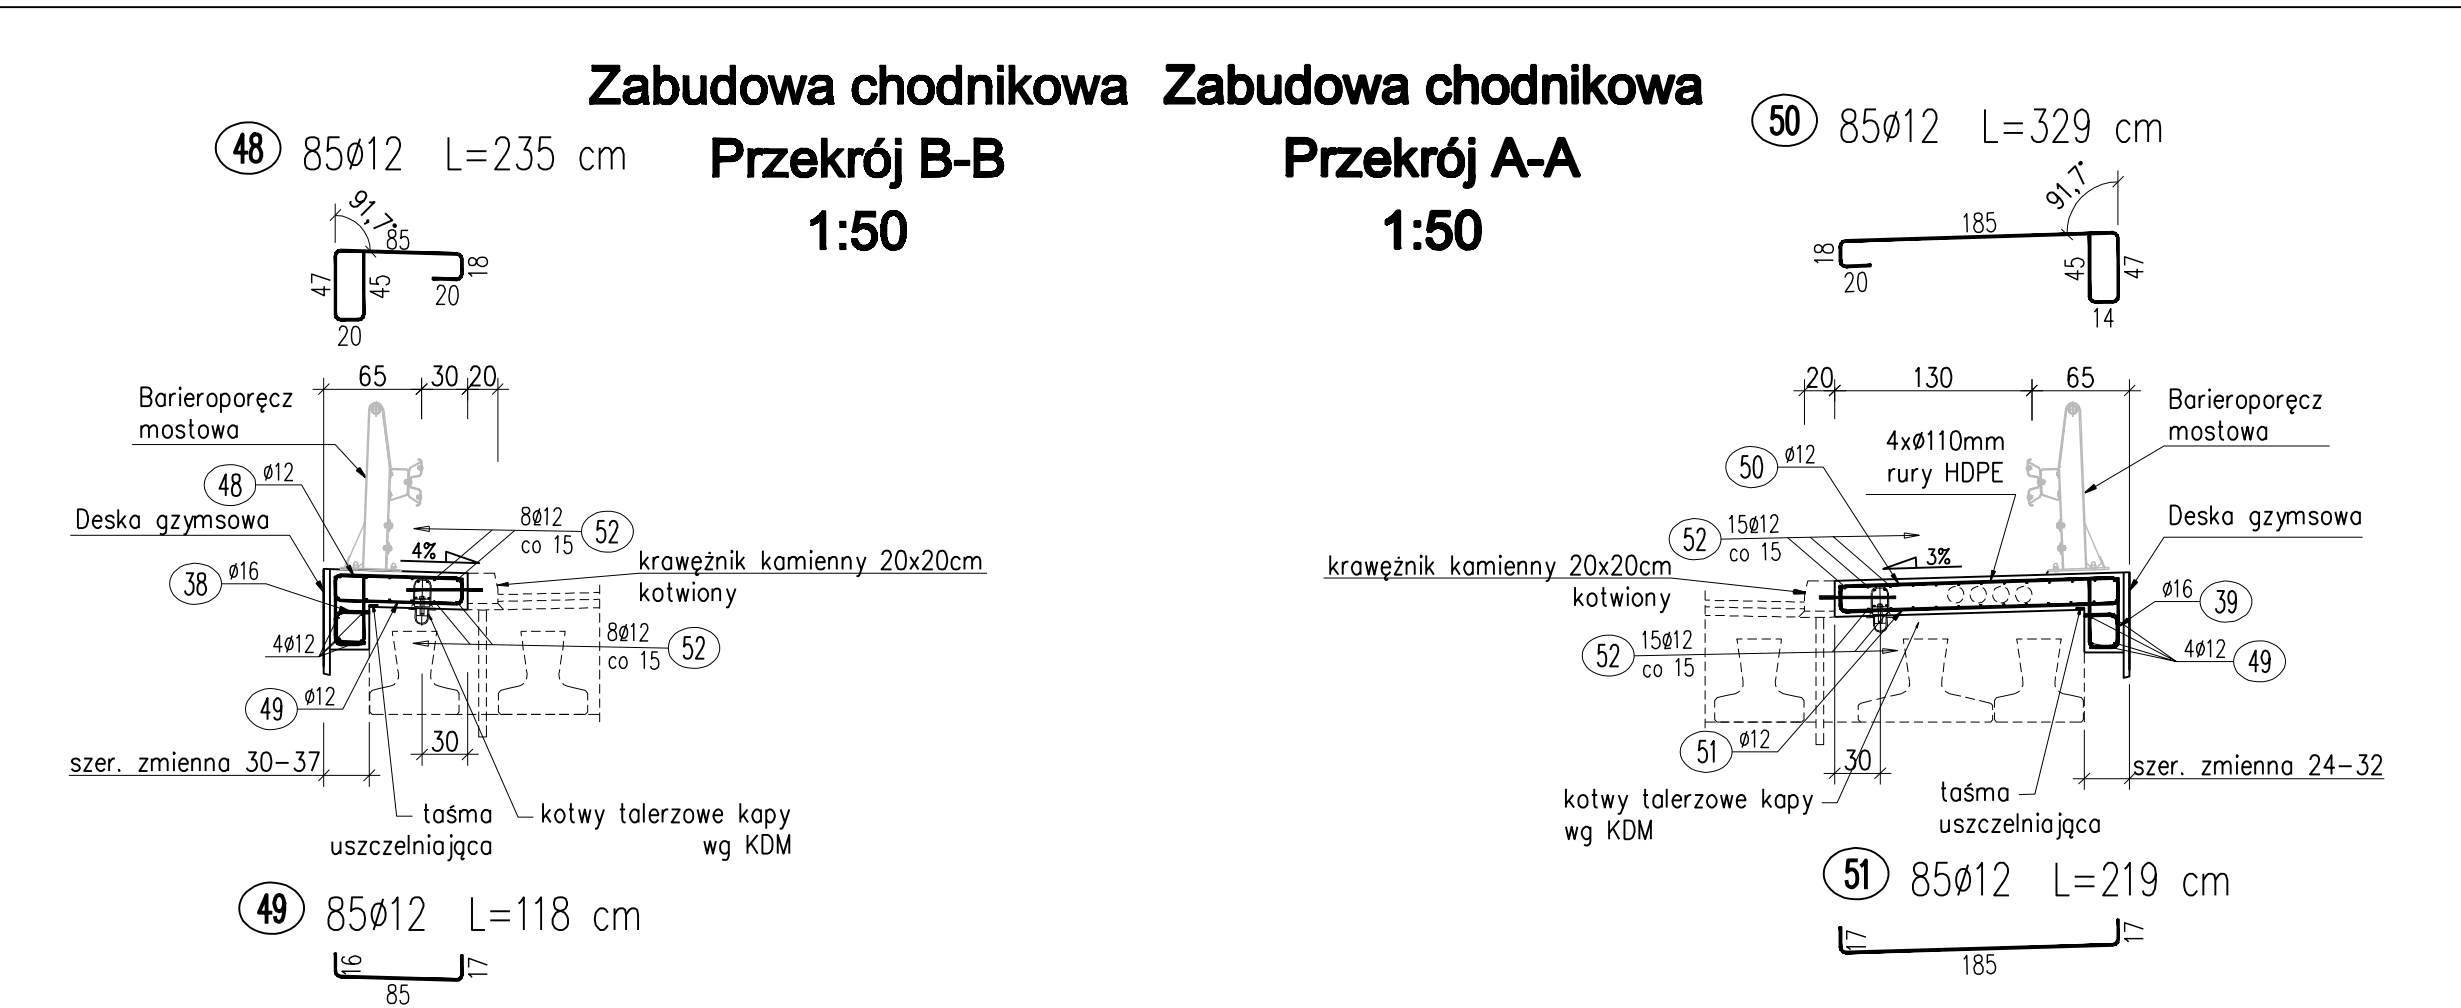 Zabudowa chodnikowa
Przekrój B-B
1:50
Zabudowa chodnikowa
Przekrój A-A
1:50
48 85ø12 L=235 cm
91,7°
85
47
45
18
20
20
50 85ø12 L=329 cm
91,7°
185
18
20
45
47
14
65 30 20
Barieroporęcz
mostowa
48 ø12
Deska gzymsowa
8ø12
co 15
52
4%
krawężnik kamienny 20x20cm
kotwiony
38 ø16
4ø12
8ø12
co 15
52
49 ø12
30
szer. zmienna 30-37
taśma
uszczelniająca
kotwy talerzowe kapy
wg KDM
49 85ø12 L=118 cm
16
17
85
20 130 65
Barieroporęcz
mostowa
4xø110mm
rury HDPE
50 ø12
Deska gzymsowa
52
15ø12
co 15
3%
krawężnik kamienny 20x20cm
kotwiony
ø16 39
52
15ø12
co 15
4ø12 49
51 ø12
30
szer. zmienna 24-32
kotwy talerzowe kapy
wg KDM
taśma
uszczelniająca
51 85ø12 L=219 cm
17
17
185